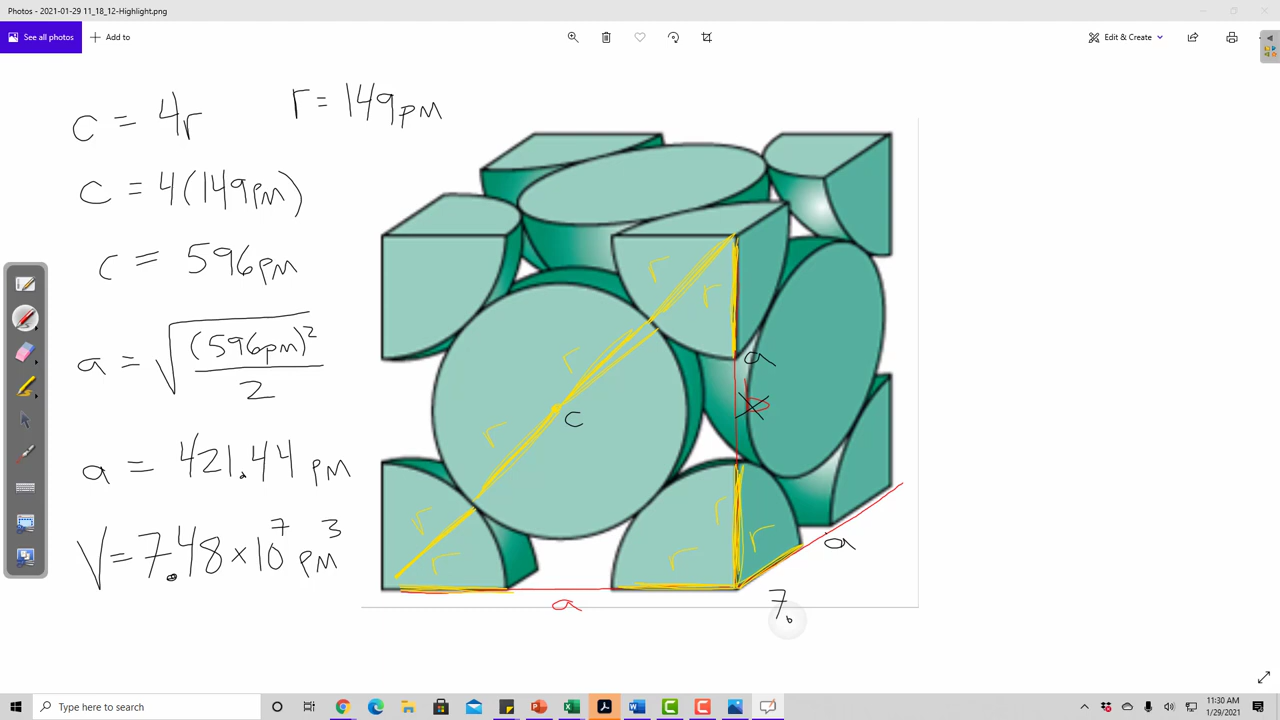 Photos - 2021-01-29 11_18_12-Highlight.png
See all photos
+ Add to
Edit & Create
c = 4r
r = 149pm
c = 4(149pm)
c = 596pm
a = √(596pm)²/2
a = 421.44 pm
V = 7.48 × 10⁷ pm³
r
r
r
a
r
c
r
r
r
r
r
r
a
a
7.
Type here to search
11:30 AM
1/29/2021